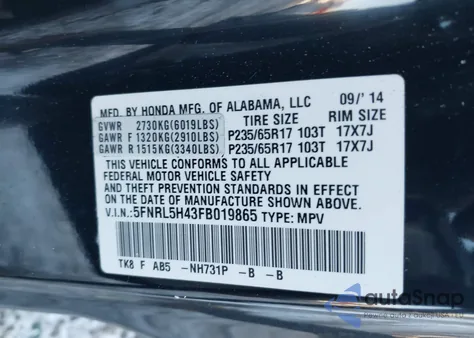 MFD. BY HONDA MFG. OF ALABAMA, LLC 09/'14
GVWR 2730KG(6019LBS) TIRE SIZE RIM SIZE
GAWR F 1320KG(2910LBS) P235/65R17 103T 17X7J
GAWR R 1515KG(3340LBS) P235/65R17 103T 17X7J
THIS VEHICLE CONFORMS TO ALL APPLICABLE
FEDERAL MOTOR VEHICLE SAFETY
AND THEFT PREVENTION STANDARDS IN EFFECT
ON THE DATE OF MANUFACTURE SHOWN ABOVE.
V.I.N:5FNRL5H43FB019865 TYPE: MPV
TK8 F AB5 -NH731P -B -B
autoSnap